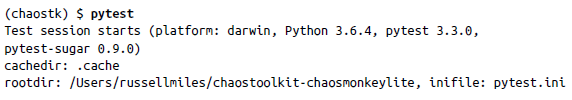 (chaostk) $ pytest
Test session starts (platform: darwin, Python 3.6.4, pytest 3.3.0,
pytest-sugar 0.9.0)
cachedir: .cache
rootdir: /Users/russellmiles/chaostoolkit-chaosmonkeylite, inifile: pytest.ini